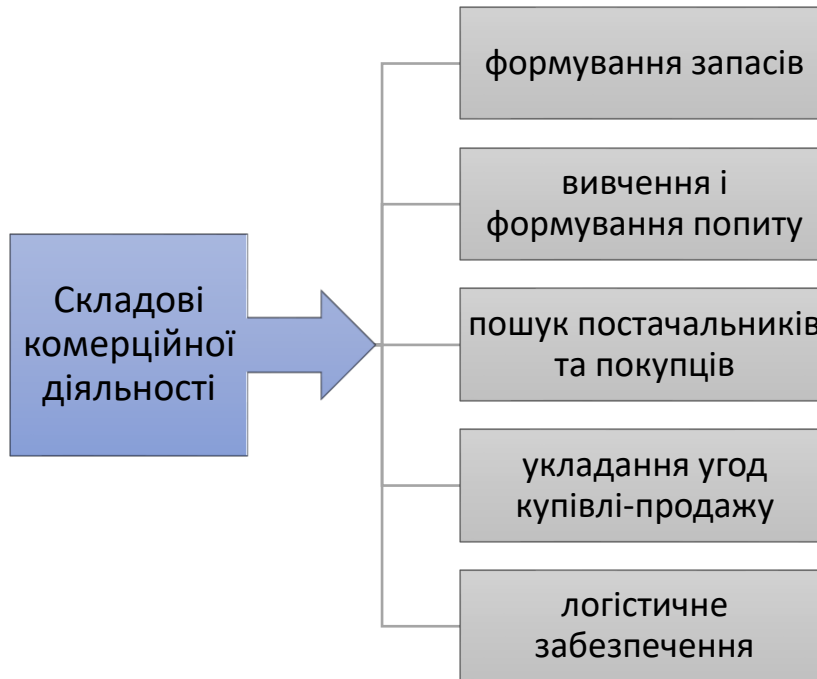 Складові
комерційної
діяльності
формування запасів
вивчення і
формування попиту
пошук постачальників
та покупців
укладання угод
купівлі-продажу
логістичне
забезпечення